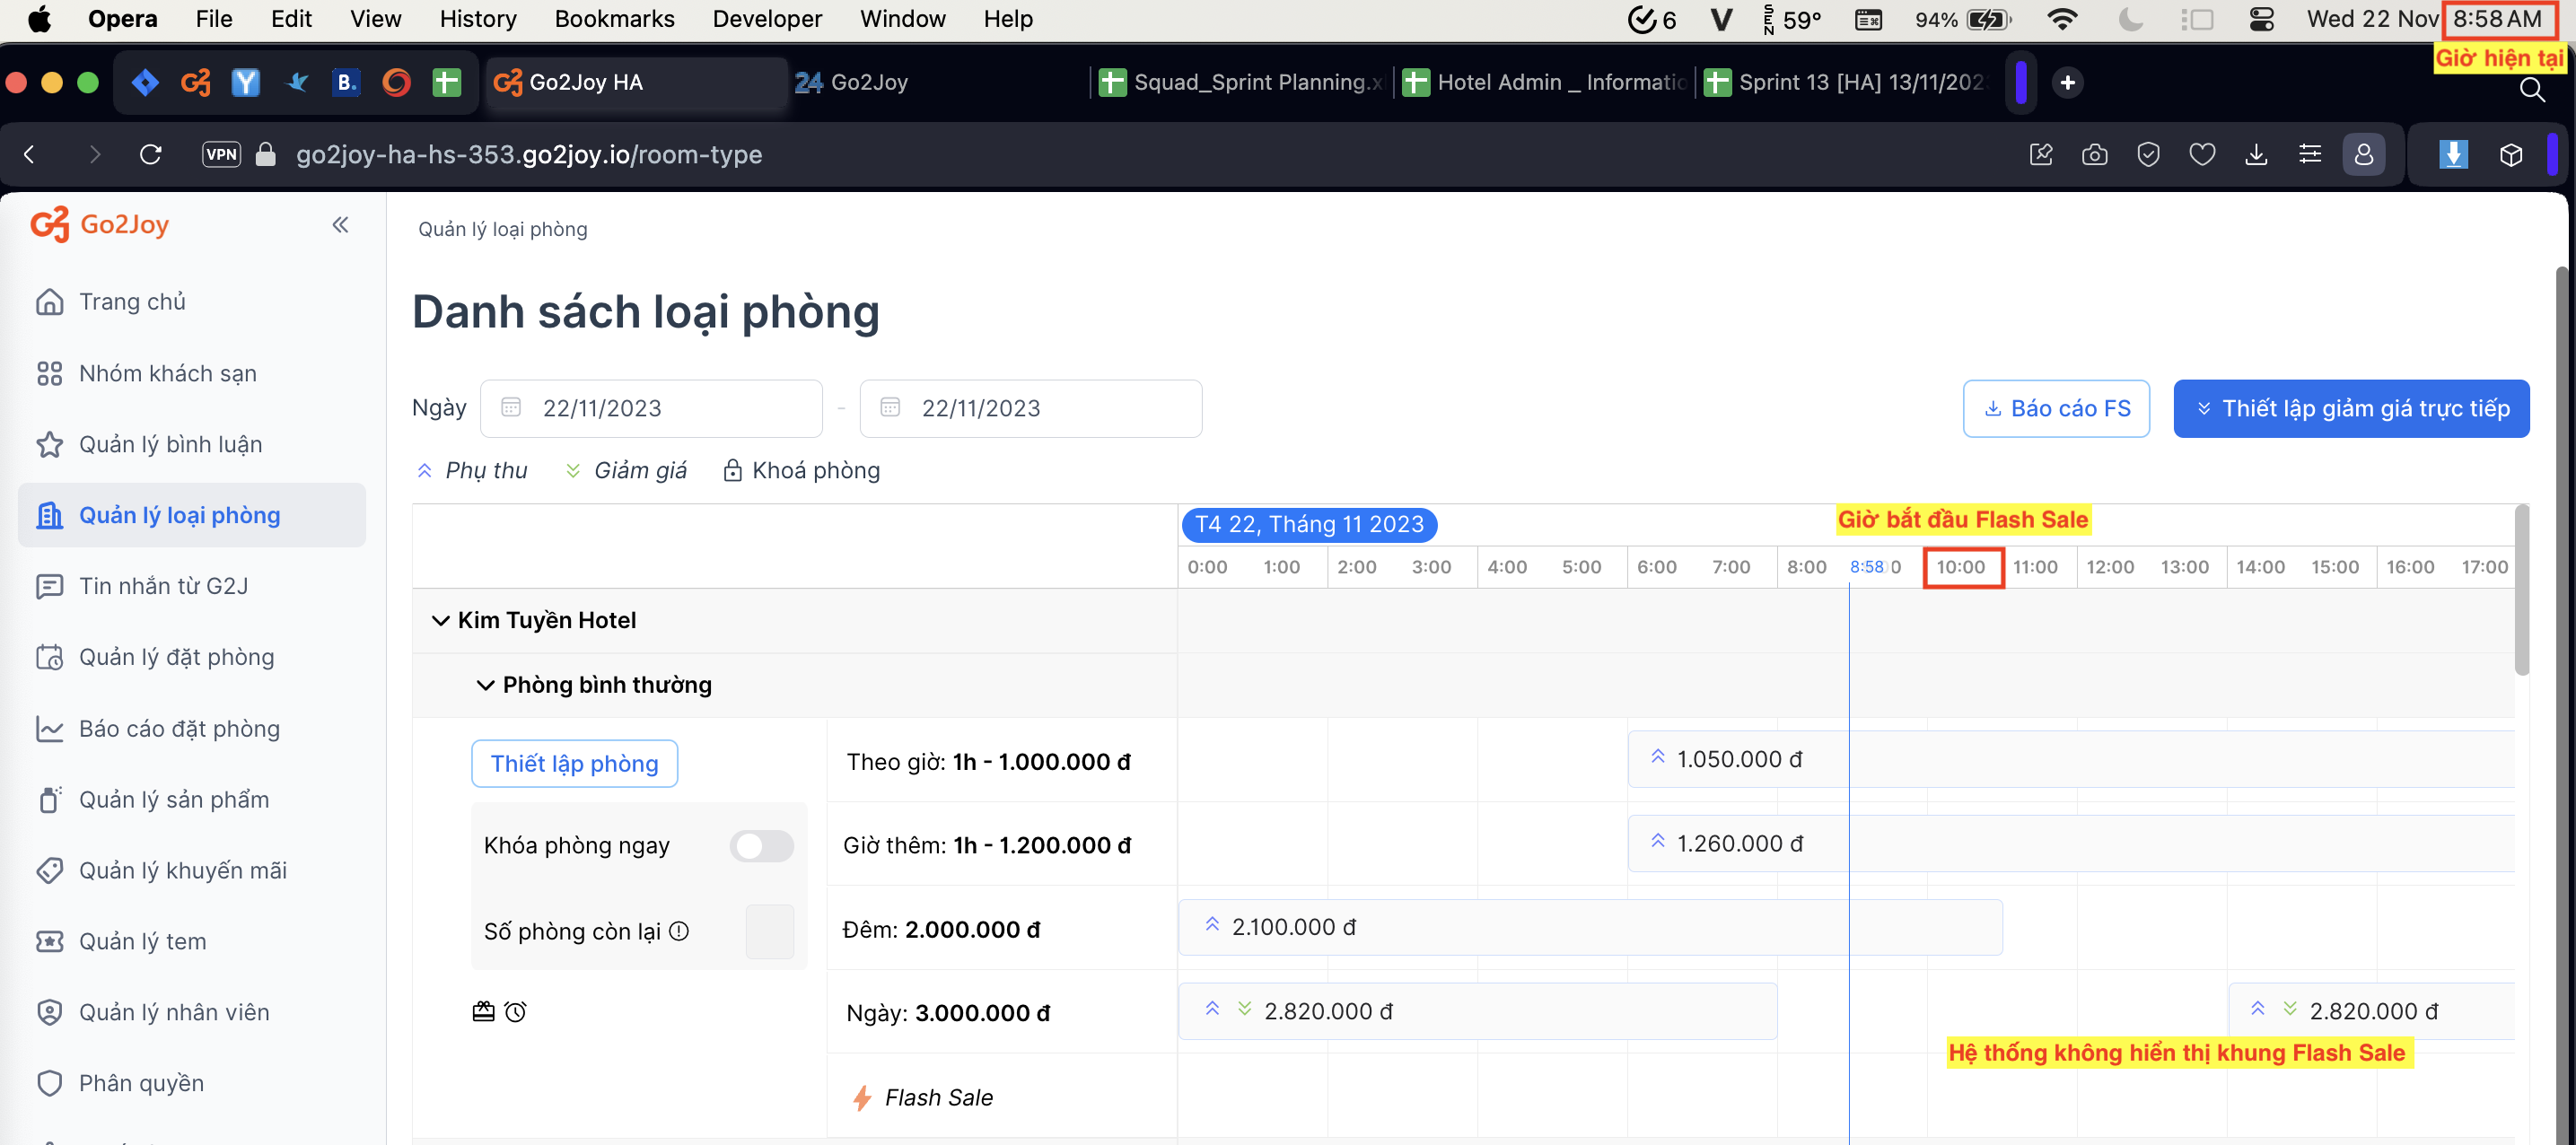 Opera File Edit View History Bookmarks Developer Window Help 6 SEN 59° 94% Wed 22 Nov 8:58 AM
Giờ hiện tại
B. Go2Joy HA 24 Go2Joy Squad_Sprint Planning.x Hotel Admin _ Informatio Sprint 13 [HA] 13/11/202
VPN go2joy-ha-hs-353.go2joy.io/room-type
Go2Joy
Trang chủ
Nhóm khách sạn
Quản lý bình luận
Quản lý loại phòng
Tin nhắn từ G2J
Quản lý đặt phòng
Báo cáo đặt phòng
Quản lý sản phẩm
Quản lý khuyến mãi
Quản lý tem
Quản lý nhân viên
Phân quyền
Quản lý loại phòng
Danh sách loại phòng
Ngày 22/11/2023 - 22/11/2023 Báo cáo FS Thiết lập giảm giá trực tiếp
Phụ thu Giảm giá Khoá phòng
T4 22, Tháng 11 2023 Giờ bắt đầu Flash Sale
0:00 1:00 2:00 3:00 4:00 5:00 6:00 7:00 8:00 8:58 0 10:00 11:00 12:00 13:00 14:00 15:00 16:00 17:00
Kim Tuyền Hotel
Phòng bình thường
Thiết lập phòng Theo giờ: 1h - 1.000.000 đ 1.050.000 đ
Khóa phòng ngay Giờ thêm: 1h - 1.200.000 đ 1.260.000 đ
Số phòng còn lại Đêm: 2.000.000 đ 2.100.000 đ
Ngày: 3.000.000 đ 2.820.000 đ 2.820.000 đ
Hệ thống không hiển thị khung Flash Sale
Flash Sale